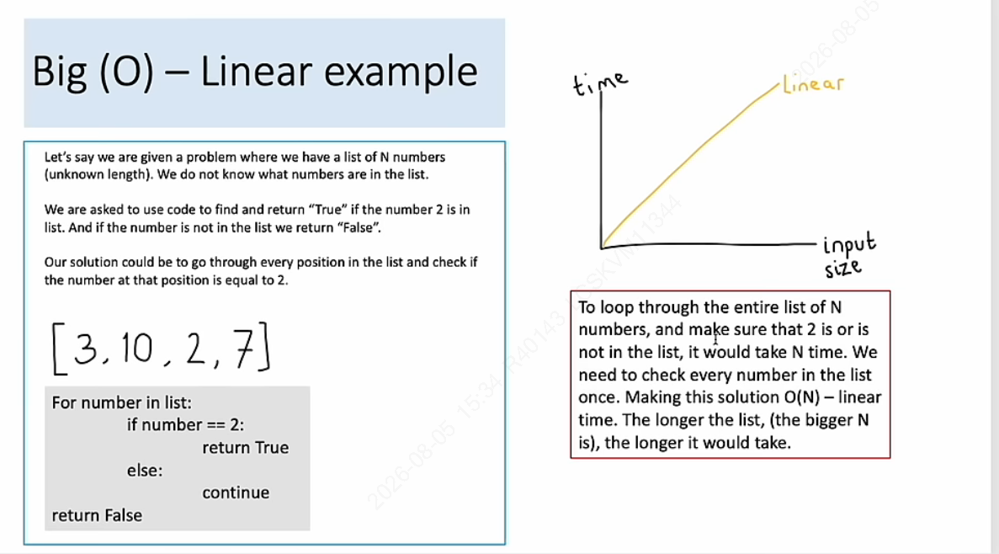 Big (O) – Linear example
Let's say we are given a problem where we have a list of N numbers
(unknown length). We do not know what numbers are in the list.
We are asked to use code to find and return “True” if the number 2 is in
list. And if the number is not in the list we return “False”.
Our solution could be to go through every position in the list and check if
the number at that position is equal to 2.
[3, 10, 2, 7]
For number in list:
if number == 2:
return True
else:
continue
return False
time
Linear
input
size
To loop through the entire list of N
numbers, and make sure that 2 is or is
not in the list, it would take N time. We
need to check every number in the list
once. Making this solution O(N) – linear
time. The longer the list, (the bigger N
is), the longer it would take.
2026-08-05 15:34
2026-08-05